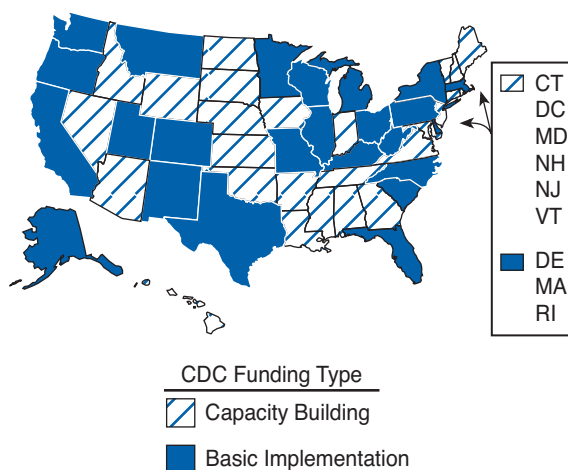 CT
DC
MD
NH
NJ
VT
DE
MA
RI
CDC Funding Type
Capacity Building
Basic Implementation